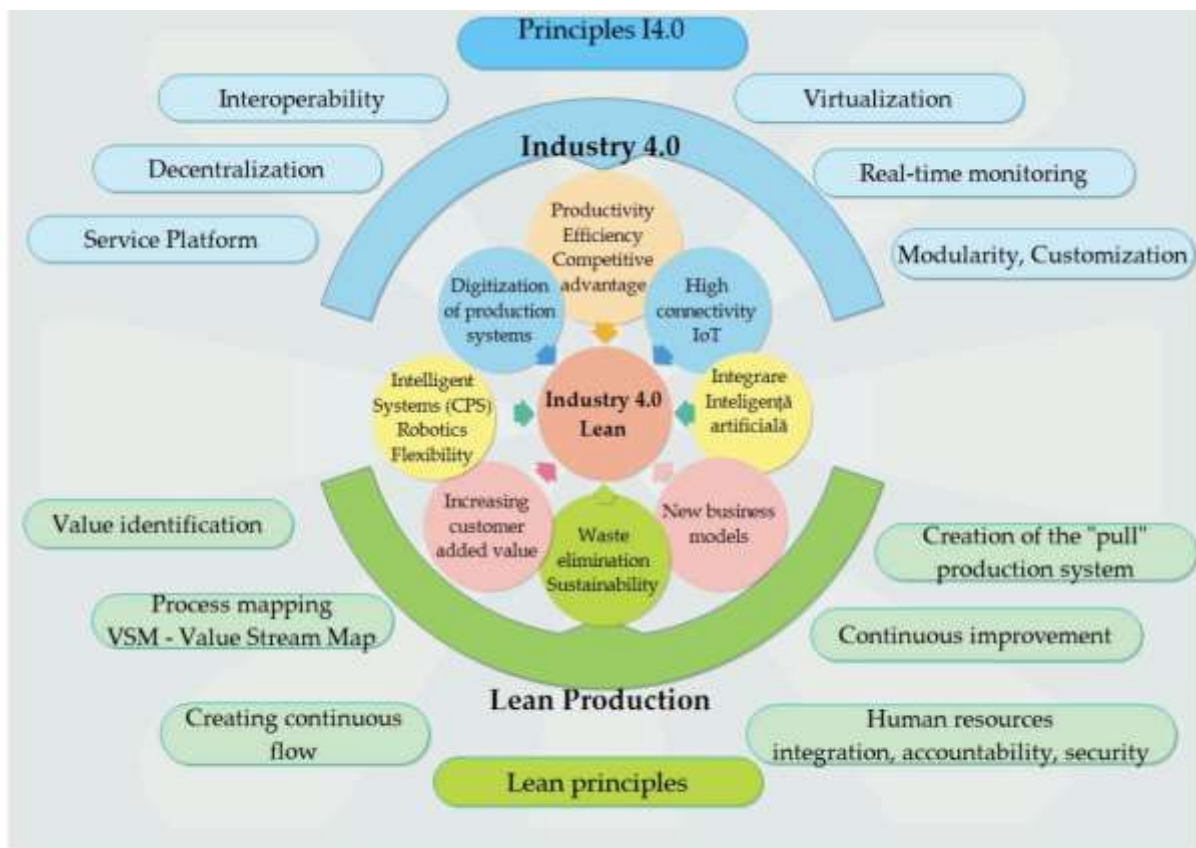 Principles I4.0
Interoperability
Virtualization
Industry 4.0
Decentralization
Real-time monitoring
Service Platform
Modularity, Customization
Productivity
Efficiency
Competitive
advantage
Digitization
of production
systems
High
connectivity
IoT
Intelligent
Systems (CPS)
Robotics
Flexibility
Industry 4.0
Lean
Integrare
Inteligență
artificială
Increasing
customer
added value
Waste
elimination
Sustainability
New business
models
Value identification
Creation of the "pull"
production system
Process mapping
VSM - Value Stream Map
Continuous improvement
Lean Production
Creating continuous
flow
Human resources
integration, accountability, security
Lean principles